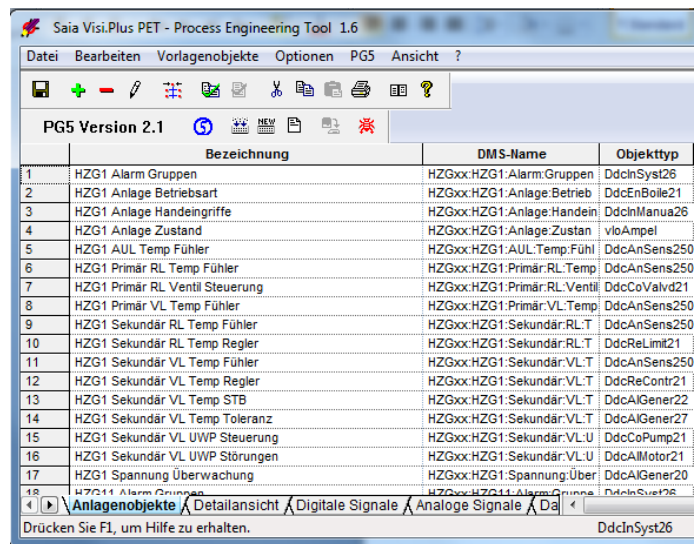 Saia Visi.Plus PET - Process Engineering Tool 1.6
Datei Bearbeiten Vorlagenobjekte Optionen PG5 Ansicht ?
PG5 Version 2.1
Bezeichnung DMS-Name Objekttyp
1 HZG1 Alarm Gruppen HZGxx:HZG1:Alarm:Gruppen DdcInSyst26
2 HZG1 Anlage Betriebsart HZGxx:HZG1:Anlage:Betrieb DdcEnBoile21
3 HZG1 Anlage Handeingriffe HZGxx:HZG1:Anlage:Handein DdcInManua26
4 HZG1 Anlage Zustand HZGxx:HZG1:Anlage:Zustan vloAmpel
5 HZG1 AUL Temp Fühler HZGxx:HZG1:AUL:Temp:Fühl DdcAnSens250
6 HZG1 Primär RL Temp Fühler HZGxx:HZG1:Primär:RL:Temp DdcAnSens250
7 HZG1 Primär RL Ventil Steuerung HZGxx:HZG1:Primär:RL:Ventil DdcCoValvd21
8 HZG1 Primär VL Temp Fühler HZGxx:HZG1:Primär:VL:Temp DdcAnSens250
9 HZG1 Sekundär RL Temp Fühler HZGxx:HZG1:Sekundär:RL:T DdcAnSens250
10 HZG1 Sekundär RL Temp Regler HZGxx:HZG1:Sekundär:RL:T DdcReLimit21
11 HZG1 Sekundär VL Temp Fühler HZGxx:HZG1:Sekundär:VL:T DdcAnSens250
12 HZG1 Sekundär VL Temp Regler HZGxx:HZG1:Sekundär:VL:T DdcReContr21
13 HZG1 Sekundär VL Temp STB HZGxx:HZG1:Sekundär:VL:T DdcAlGener22
14 HZG1 Sekundär VL Temp Toleranz HZGxx:HZG1:Sekundär:VL:T DdcAlGener27
15 HZG1 Sekundär VL UWP Steuerung HZGxx:HZG1:Sekundär:VL:U DdcCoPump21
16 HZG1 Sekundär VL UWP Störungen HZGxx:HZG1:Sekundär:VL:U DdcAlMotor21
17 HZG1 Spannung Überwachung HZGxx:HZG1:Spannung:Über DdcAlGener20
18 HZG11 Alarm Gruppen HZGxx:HZG11:Alarm:Gruppe DdcInSyst26
Anlagenobjekte Detailansicht Digitale Signale Analoge Signale Da
Drücken Sie F1, um Hilfe zu erhalten. DdcInSyst26